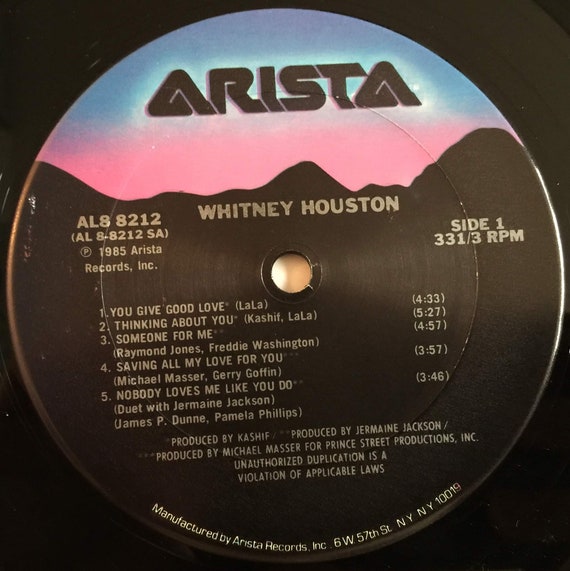 ARISTA
WHITNEY HOUSTON
AL8 8212
(AL 8-8212 SA)
℗ 1985 Arista
Records, Inc.
SIDE 1
331/3 RPM
1. YOU GIVE GOOD LOVE* (LaLa) (4:33)
2. THINKING ABOUT YOU* (Kashif, LaLa) (5:27)
3. SOMEONE FOR ME** (4:57)
(Raymond Jones, Freddie Washington)
4. SAVING ALL MY LOVE FOR YOU*** (3:57)
(Michael Masser, Gerry Goffin)
5. NOBODY LOVES ME LIKE YOU DO** (3:46)
(Duet with Jermaine Jackson)
(James P. Dunne, Pamela Phillips)
*PRODUCED BY KASHIF / **PRODUCED BY JERMAINE JACKSON /
***PRODUCED BY MICHAEL MASSER FOR PRINCE STREET PRODUCTIONS, INC.
UNAUTHORIZED DUPLICATION IS A
VIOLATION OF APPLICABLE LAWS
Manufactured by Arista Records, Inc. 6 W. 57th St. N.Y. N.Y. 10019